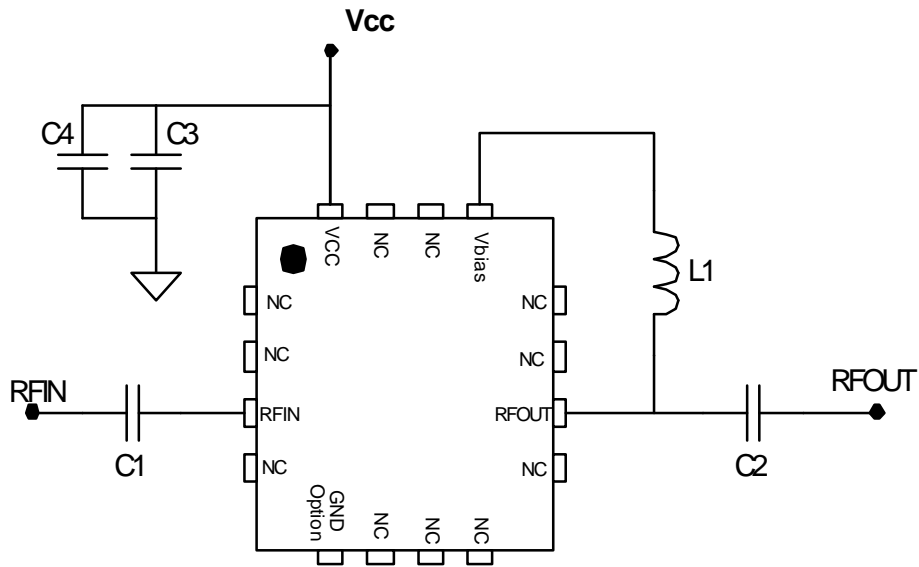 Vcc
C4
C3
VCC
NC
NC
Vbias
L1
NC
NC
NC
NC
RFIN
RFIN
RFOUT
RFOUT
C1
NC
NC
C2
GND
Option
NC
NC
NC